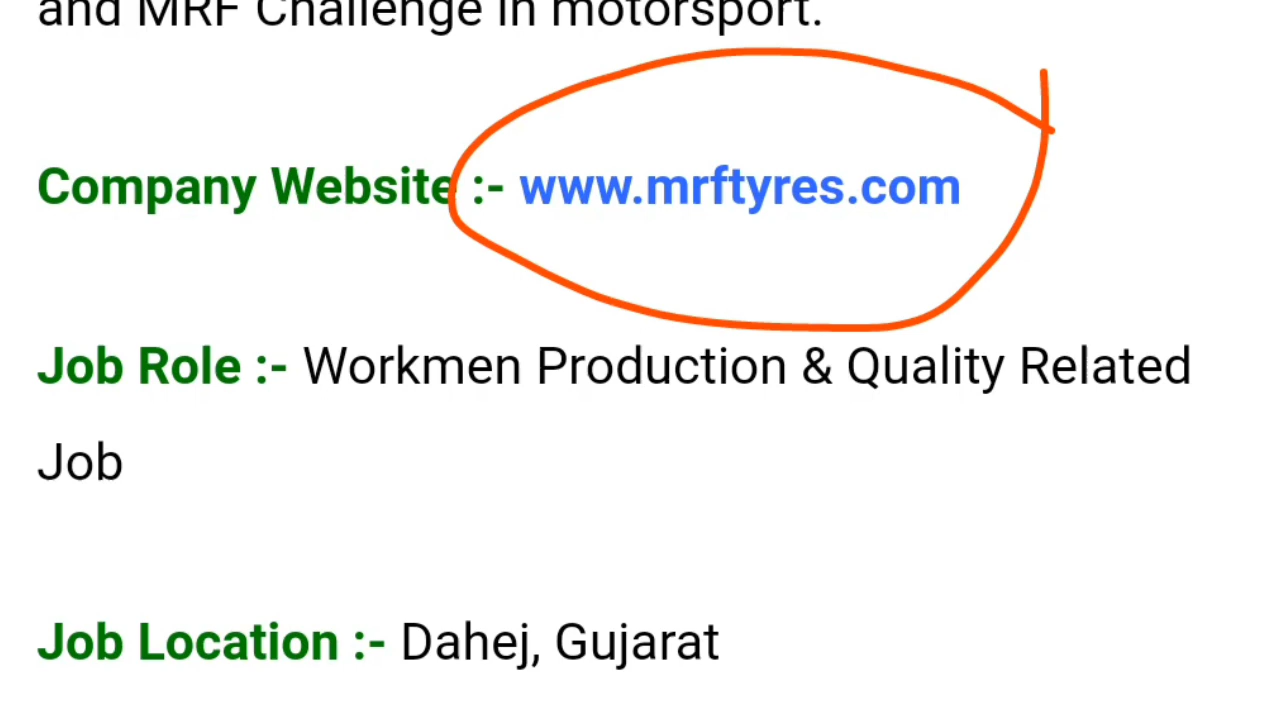 and MRF Challenge in motorsport.
Company Website :- www.mrftyres.com
Job Role :- Workmen Production & Quality Related
Job
Job Location :- Dahej, Gujarat